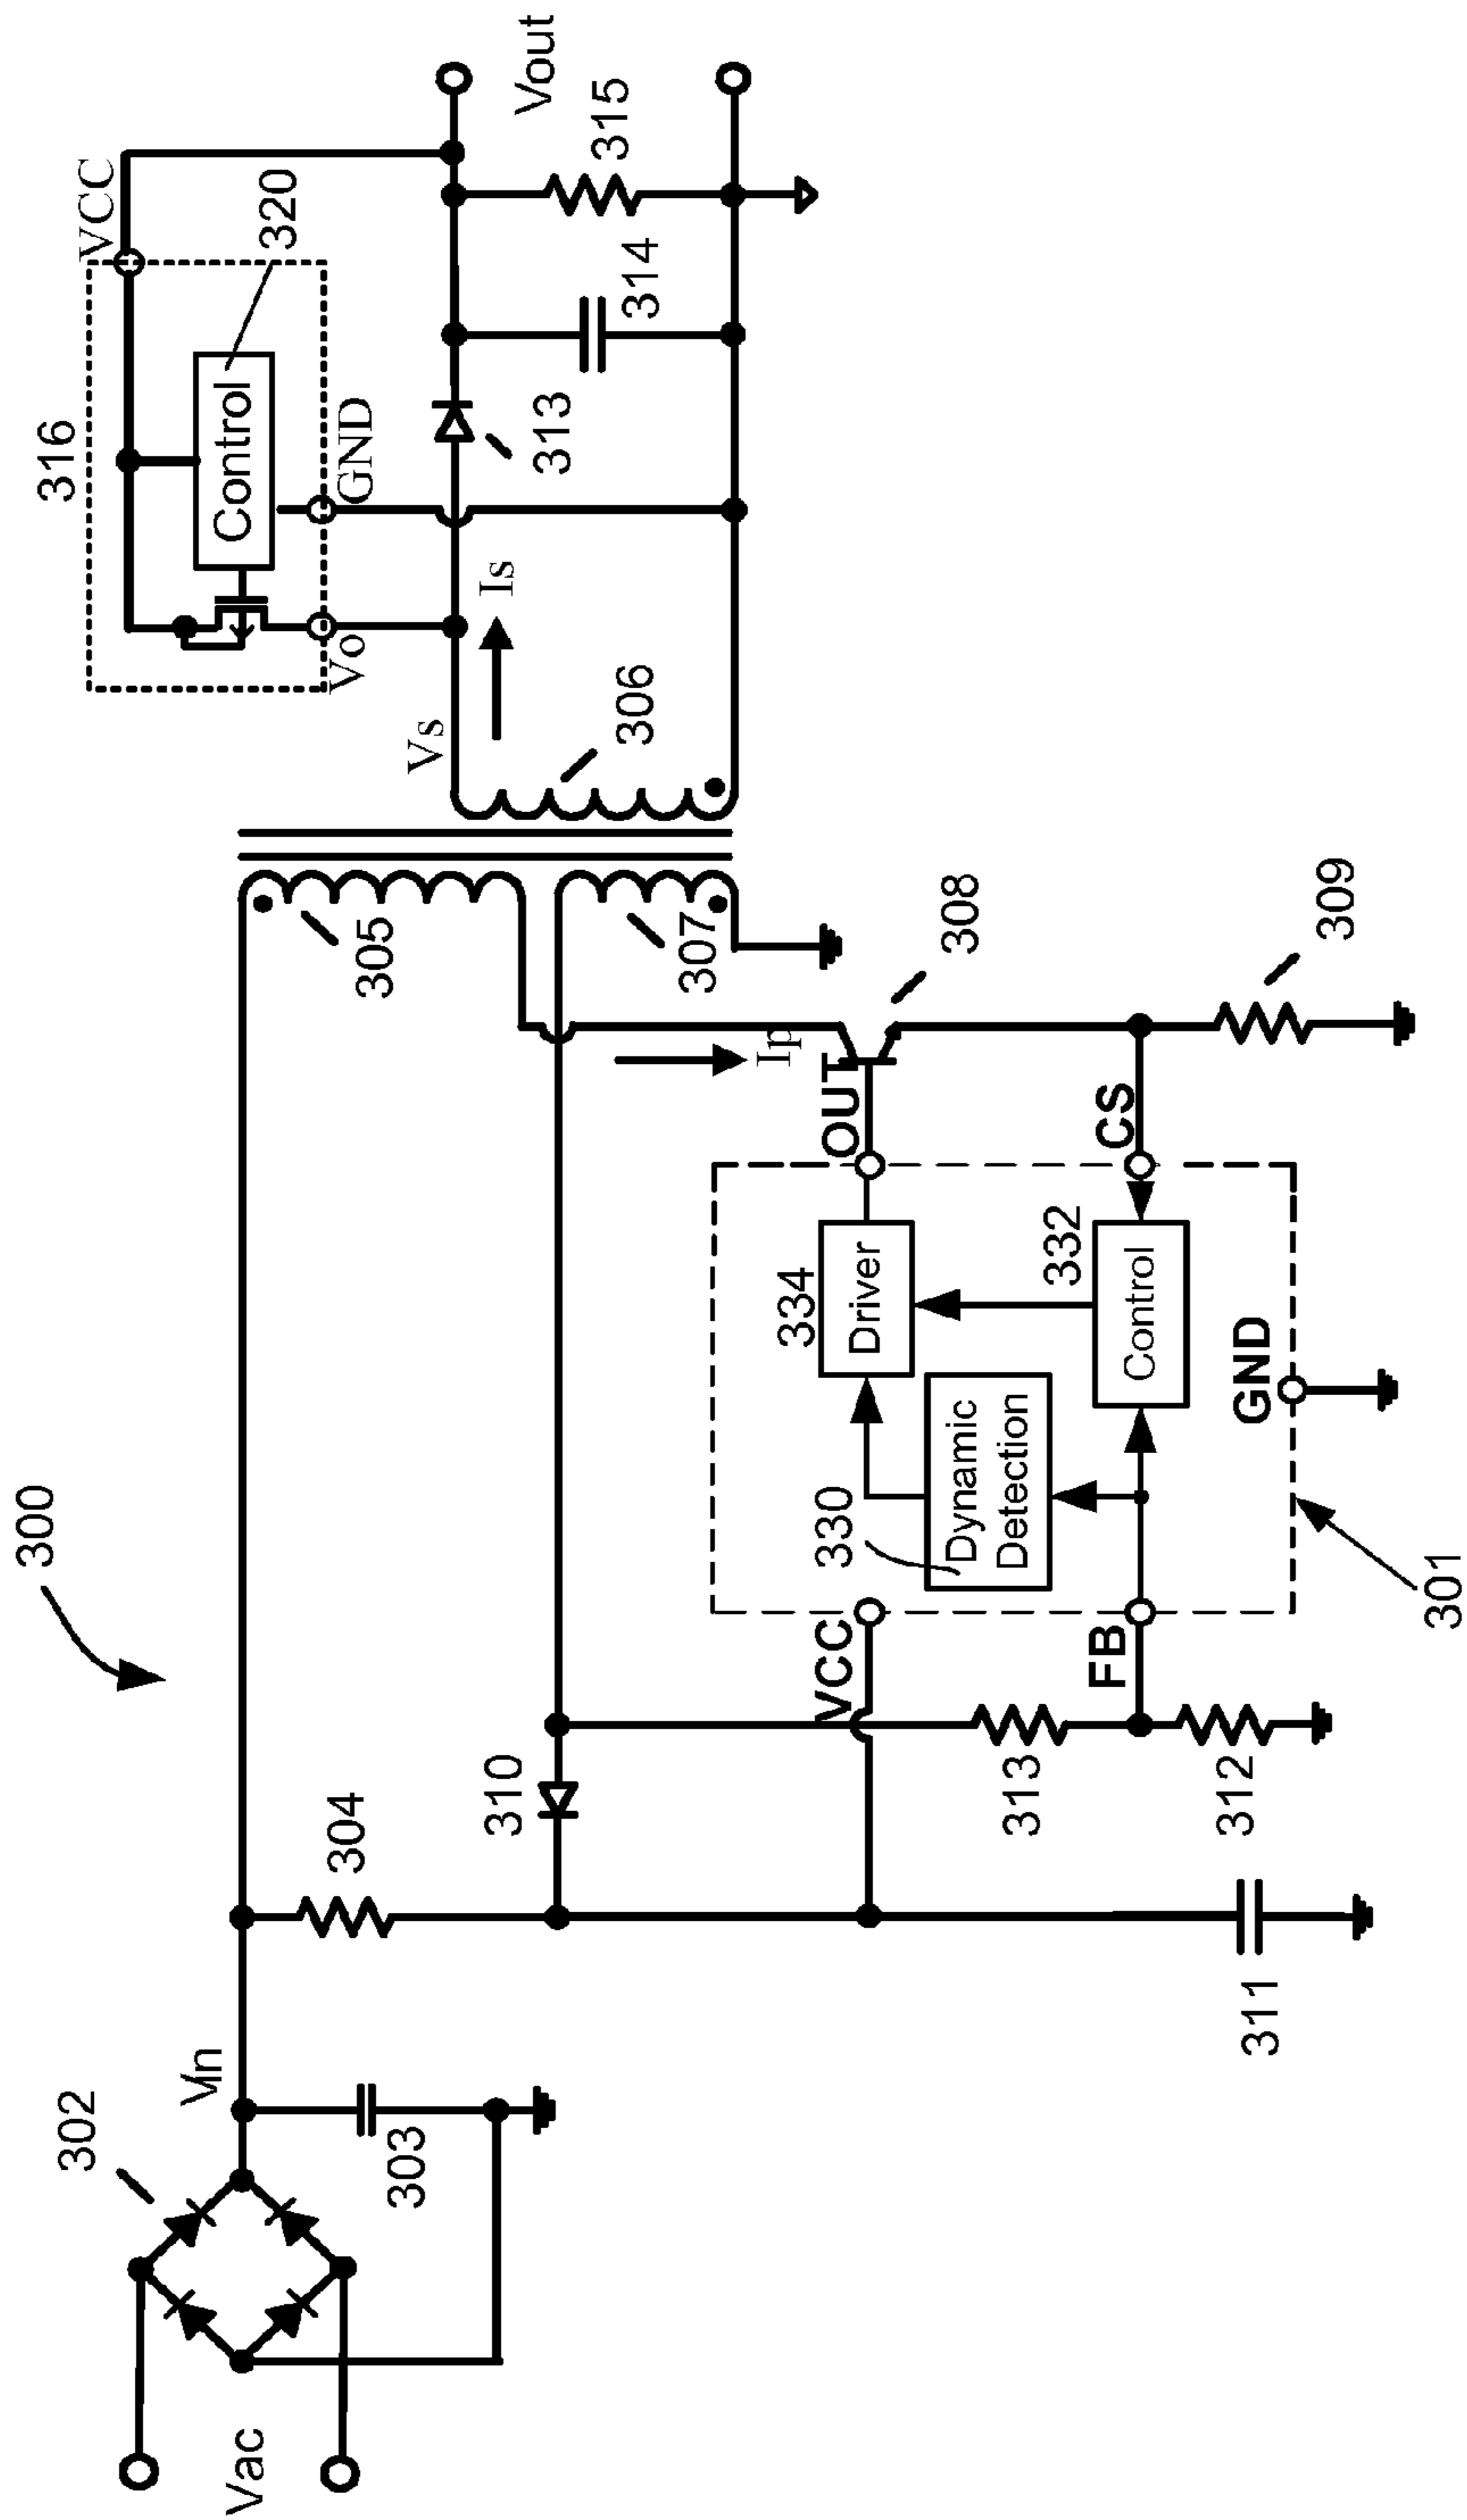 300
302
Vac
Vin
303
304
310
305
307
306
Vs
Is
Vo
GND
VCC
316
Control
320
313
314
315
Vout
Ip
308
309
OUT
CS
VCC
FB
GND
330
Dynamic
Detection
334
Driver
332
Control
301
313
312
311